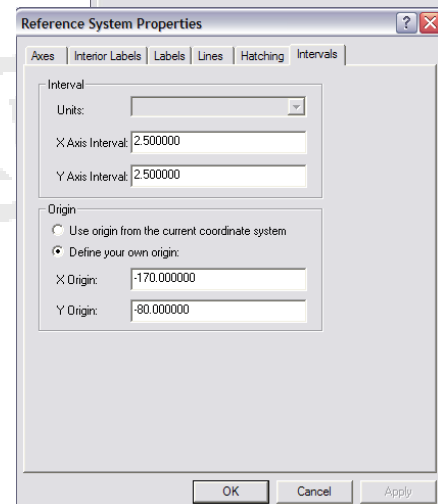 Reference System Properties
Axes Interior Labels Labels Lines Hatching Intervals
Interval
Units:
X Axis Interval: 2.500000
Y Axis Interval: 2.500000
Origin
Use origin from the current coordinate system
Define your own origin:
X Origin: -170.000000
Y Origin: -80.000000
OK Cancel Apply